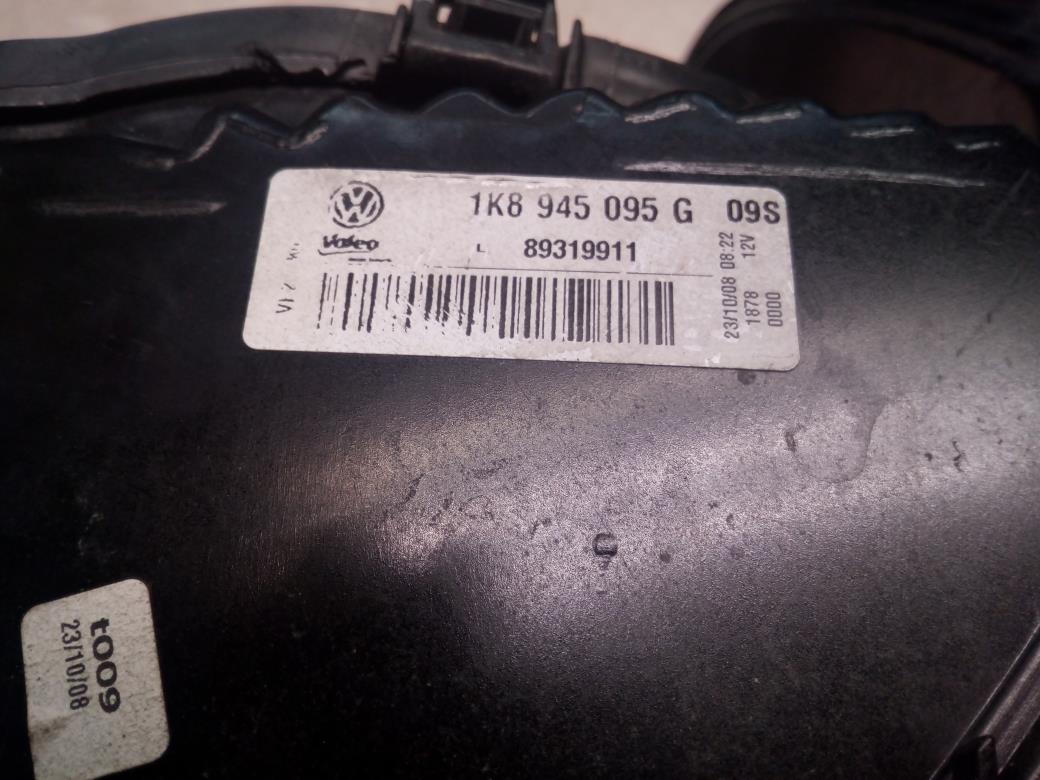 1K8 945 095 G 09S
Valeo L 89319911
23/10/08 08:22
1878 12V
0000
t009
23/10/08